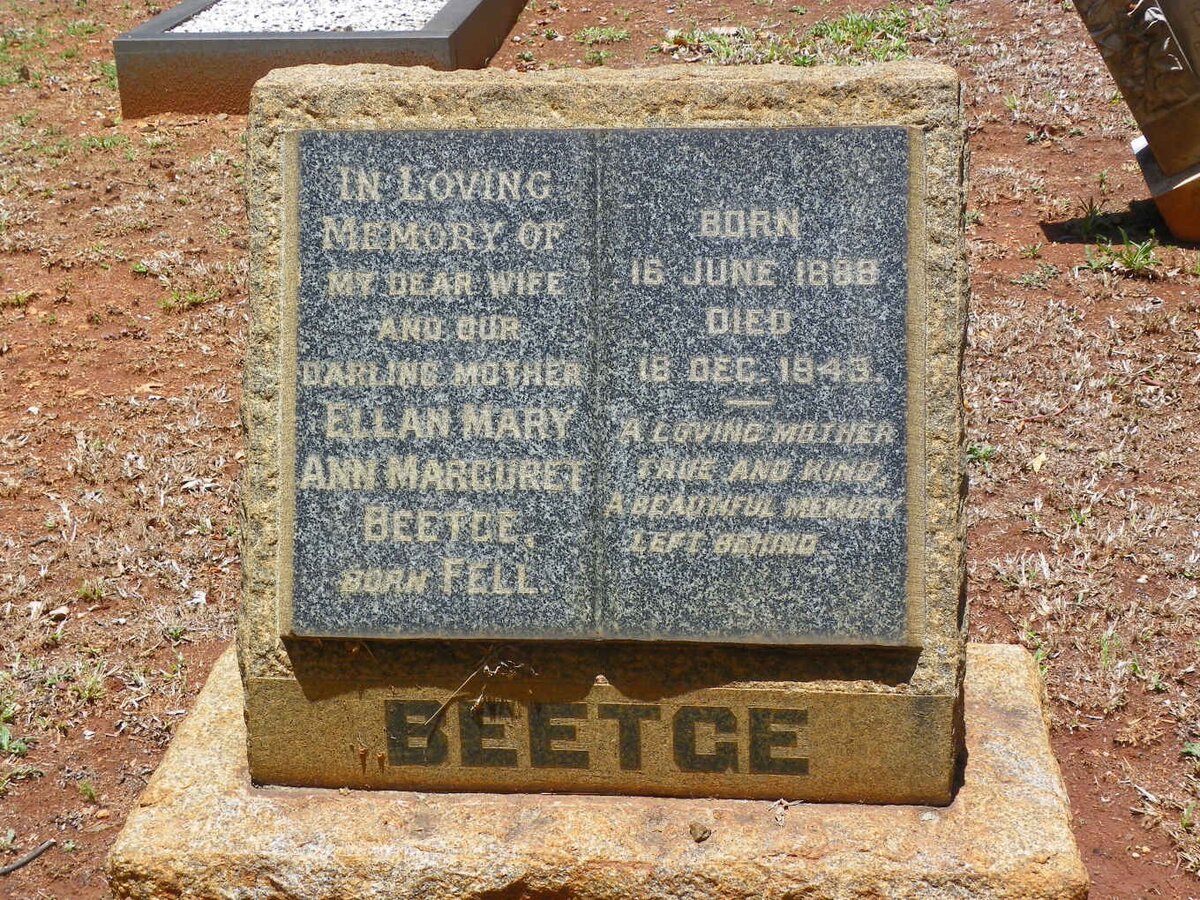 IN LOVING
MEMORY OF
MY DEAR WIFE
AND OUR
DARLING MOTHER
ELLAN MARY
ANN MARGURET
BEETGE,
BORN FELL.
BORN
16 JUNE 1888
DIED
18 DEC. 1943.
A LOVING MOTHER
TRUE AND KIND,
A BEAUTIFUL MEMORY
LEFT BEHIND
BEETGE